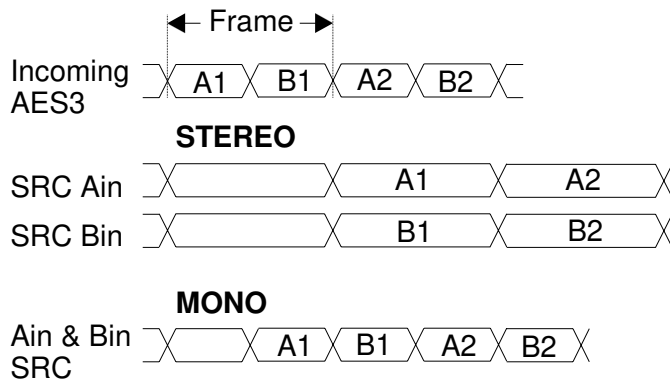 Frame
Incoming
AES3
A1 B1 A2 B2
STEREO
SRC Ain
A1 A2
SRC Bin
B1 B2
MONO
Ain & Bin
SRC
A1 B1 A2 B2